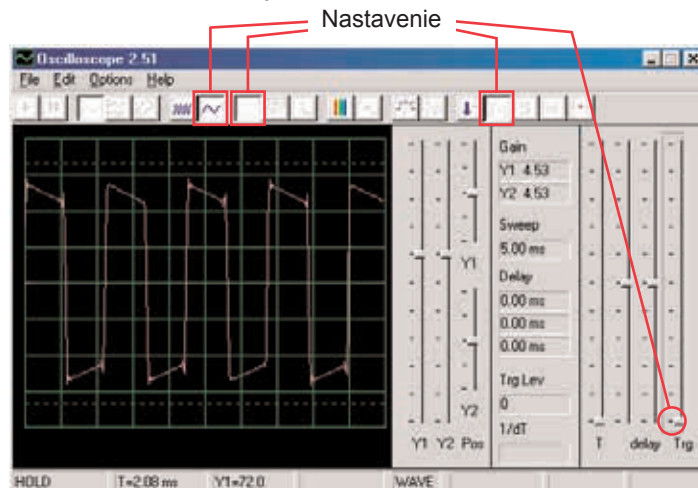 Nastavenie
Oscilloscope 2.51
File Edit Options Help
Gain
Y1 4.53
Y2 4.53
Sweep
5.00 ms
Y1
Delay
0.00 ms
0.00 ms
0.00 ms
Trg Lev
0
Y2
1/dT
Y1 Y2 Pos
T delay Trg
HOLD T=2.08 ms Y1=72.0 WAVE